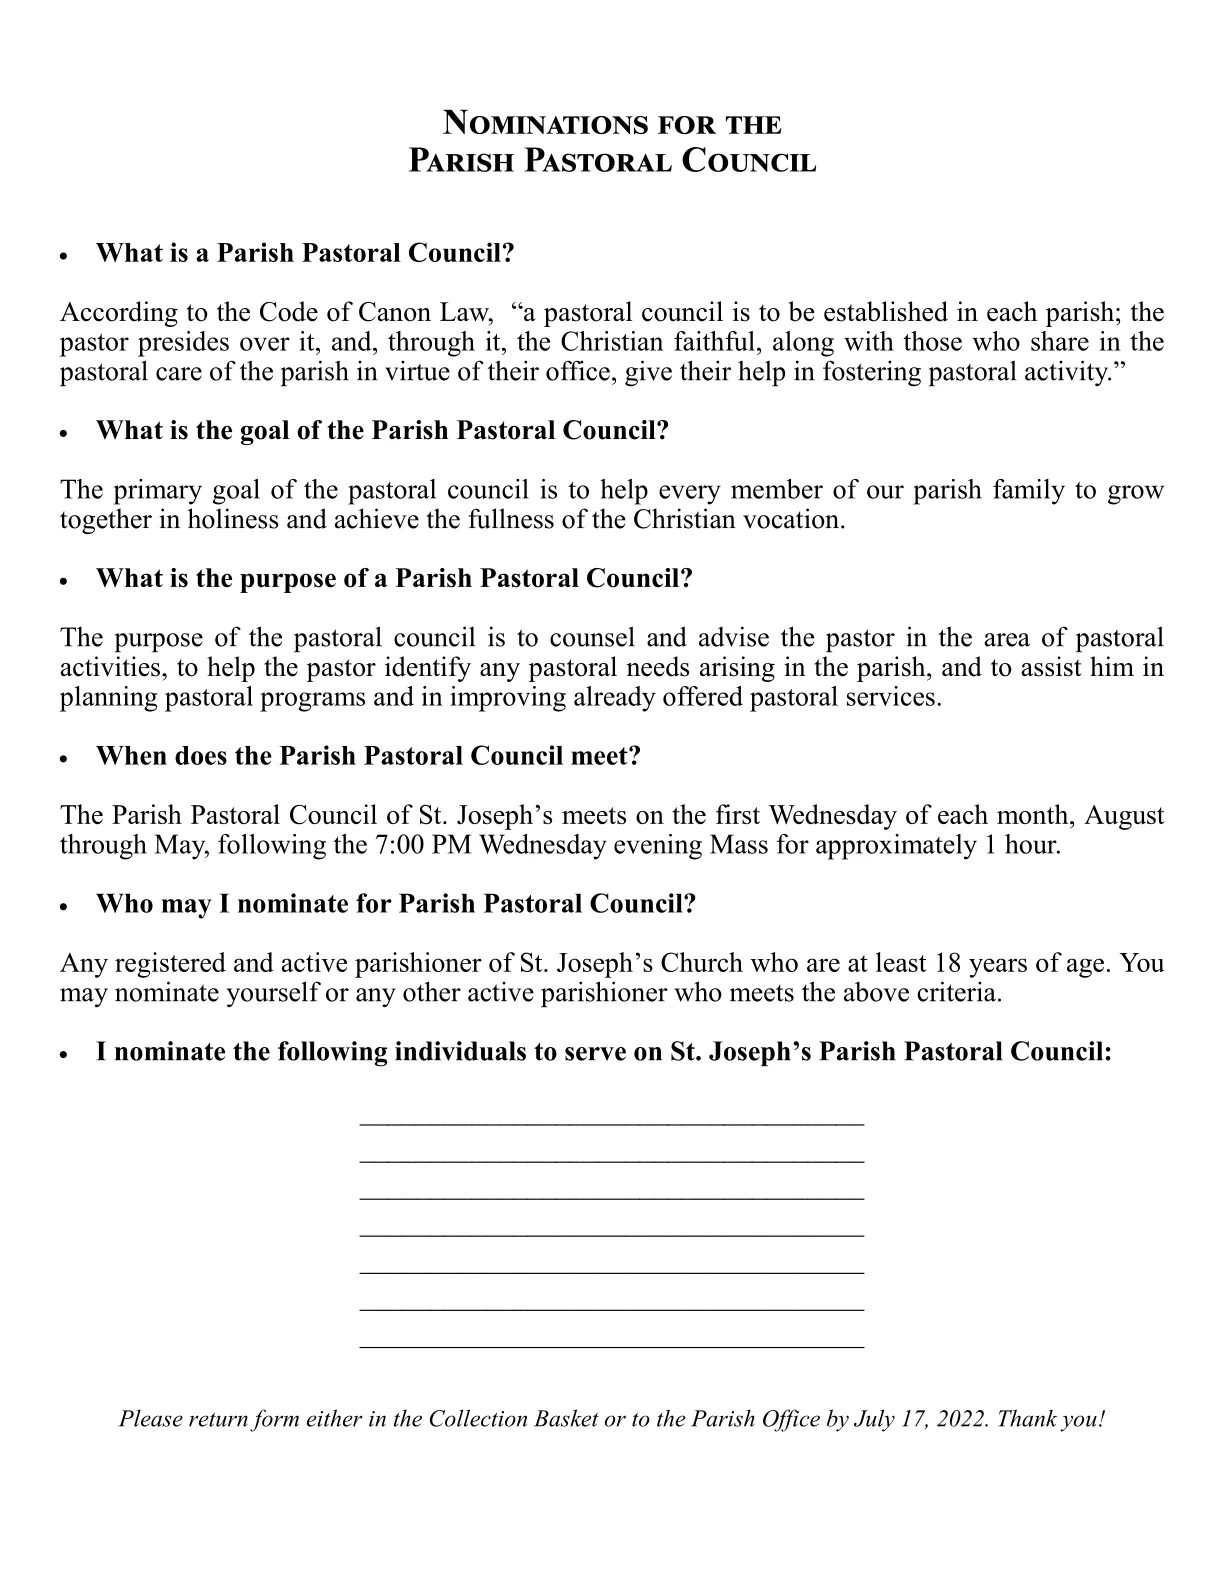 Nominations for the
Parish Pastoral Council
• What is a Parish Pastoral Council?
According to the Code of Canon Law,  “a pastoral council is to be established in each parish; the
pastor presides over it, and, through it, the Christian faithful, along with those who share in the
pastoral care of the parish in virtue of their office, give their help in fostering pastoral activity.”
• What is the goal of the Parish Pastoral Council?
The primary goal of the pastoral council is to help every member of our parish family to grow
together in holiness and achieve the fullness of the Christian vocation.
• What is the purpose of a Parish Pastoral Council?
The purpose of the pastoral council is to counsel and advise the pastor in the area of pastoral
activities, to help the pastor identify any pastoral needs arising in the parish, and to assist him in
planning pastoral programs and in improving already offered pastoral services.
• When does the Parish Pastoral Council meet?
The Parish Pastoral Council of St. Joseph’s meets on the first Wednesday of each month, August
through May, following the 7:00 PM Wednesday evening Mass for approximately 1 hour.
• Who may I nominate for Parish Pastoral Council?
Any registered and active parishioner of St. Joseph’s Church who are at least 18 years of age. You
may nominate yourself or any other active parishioner who meets the above criteria.
• I nominate the following individuals to serve on St. Joseph’s Parish Pastoral Council:
Please return form either in the Collection Basket or to the Parish Office by July 17, 2022. Thank you!